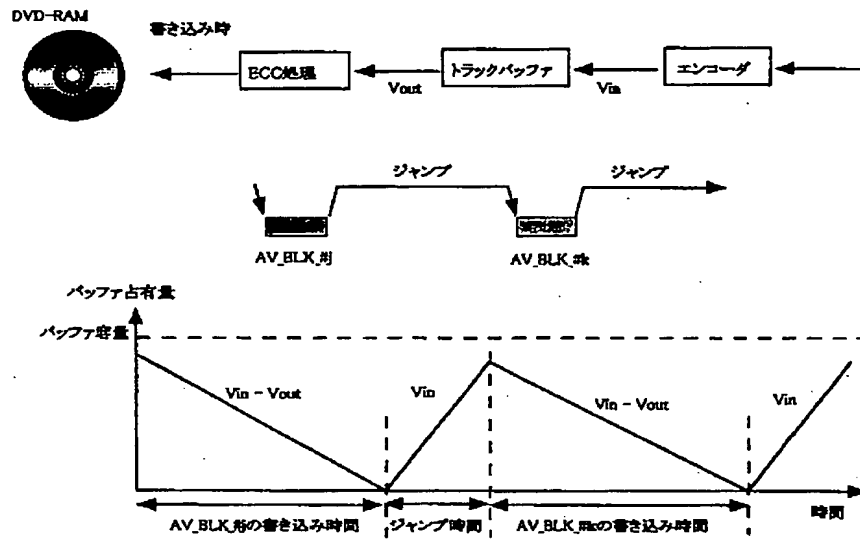 DVD-RAM
書き込み時
ECC処理
トラックバッファ
エンコーダ
Vout
Vin
ジャンプ
ジャンプ
AV_BLK_#j
AV_BLK_#k
バッファ占有量
バッファ容量
Vin - Vout
Vin
Vin - Vout
Vin
AV_BLK_#jの書き込み時間
ジャンプ時間
AV_BLK_#kの書き込み時間
時間